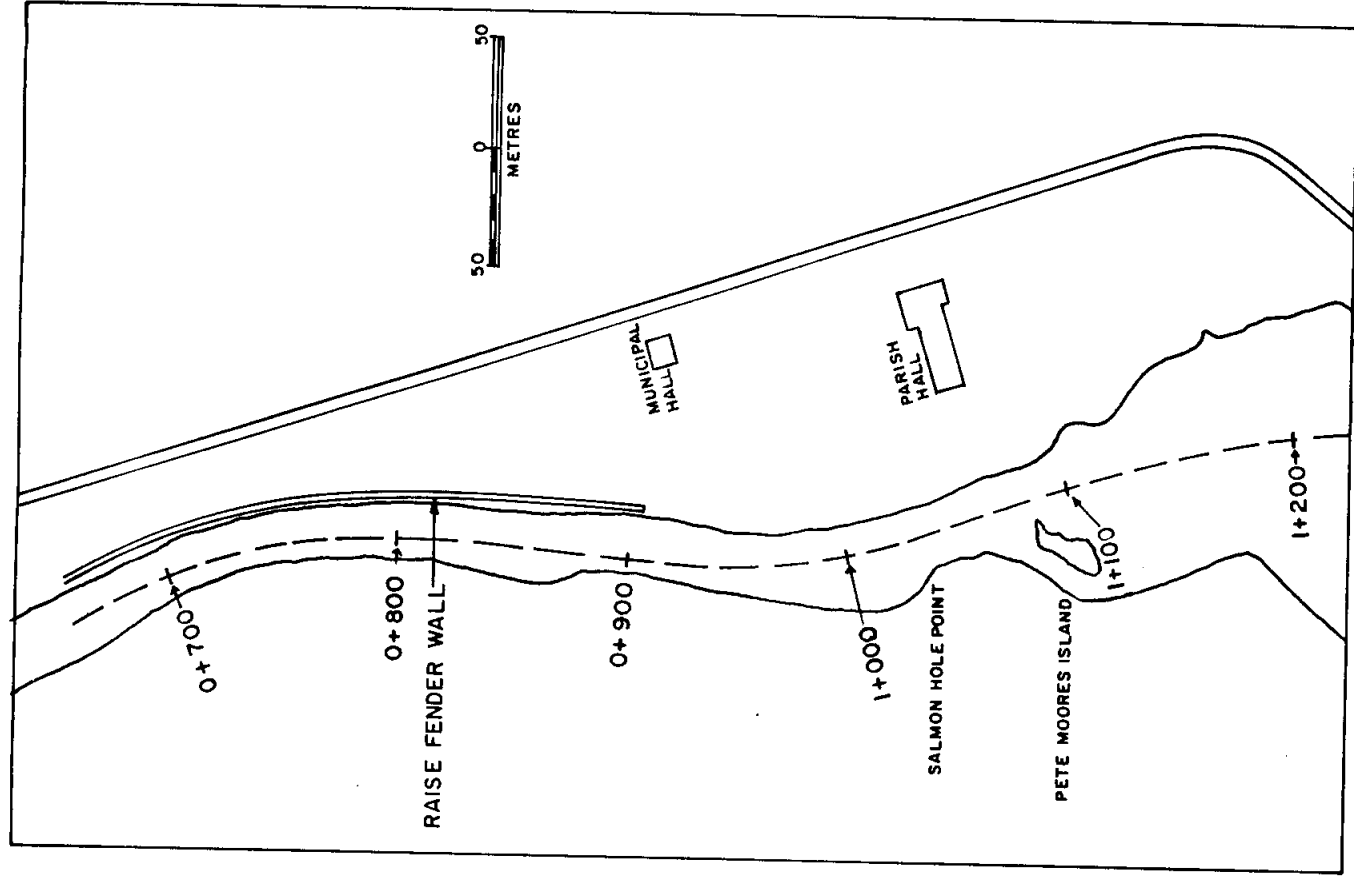 50 0 50
METRES
MUNICIPAL
HALL
PARISH
HALL
0+700
0+800
RAISE FENDER WALL
0+900
1+000
SALMON HOLE POINT
PETE MOORES ISLAND
1+100
1+200